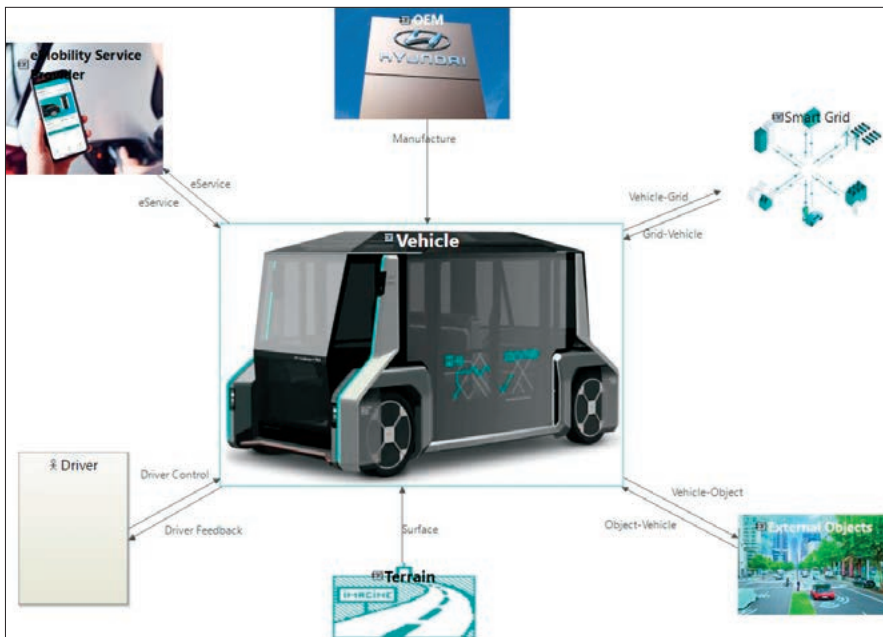 OEM
HYUNDAI
eMobility Service
Provider
Smart Grid
Manufacture
eService
eService
Vehicle-Grid
Grid-Vehicle
Vehicle
Driver
Driver Control
Driver Feedback
Surface
Vehicle-Object
Object-Vehicle
External Objects
Terrain
IMAGINE